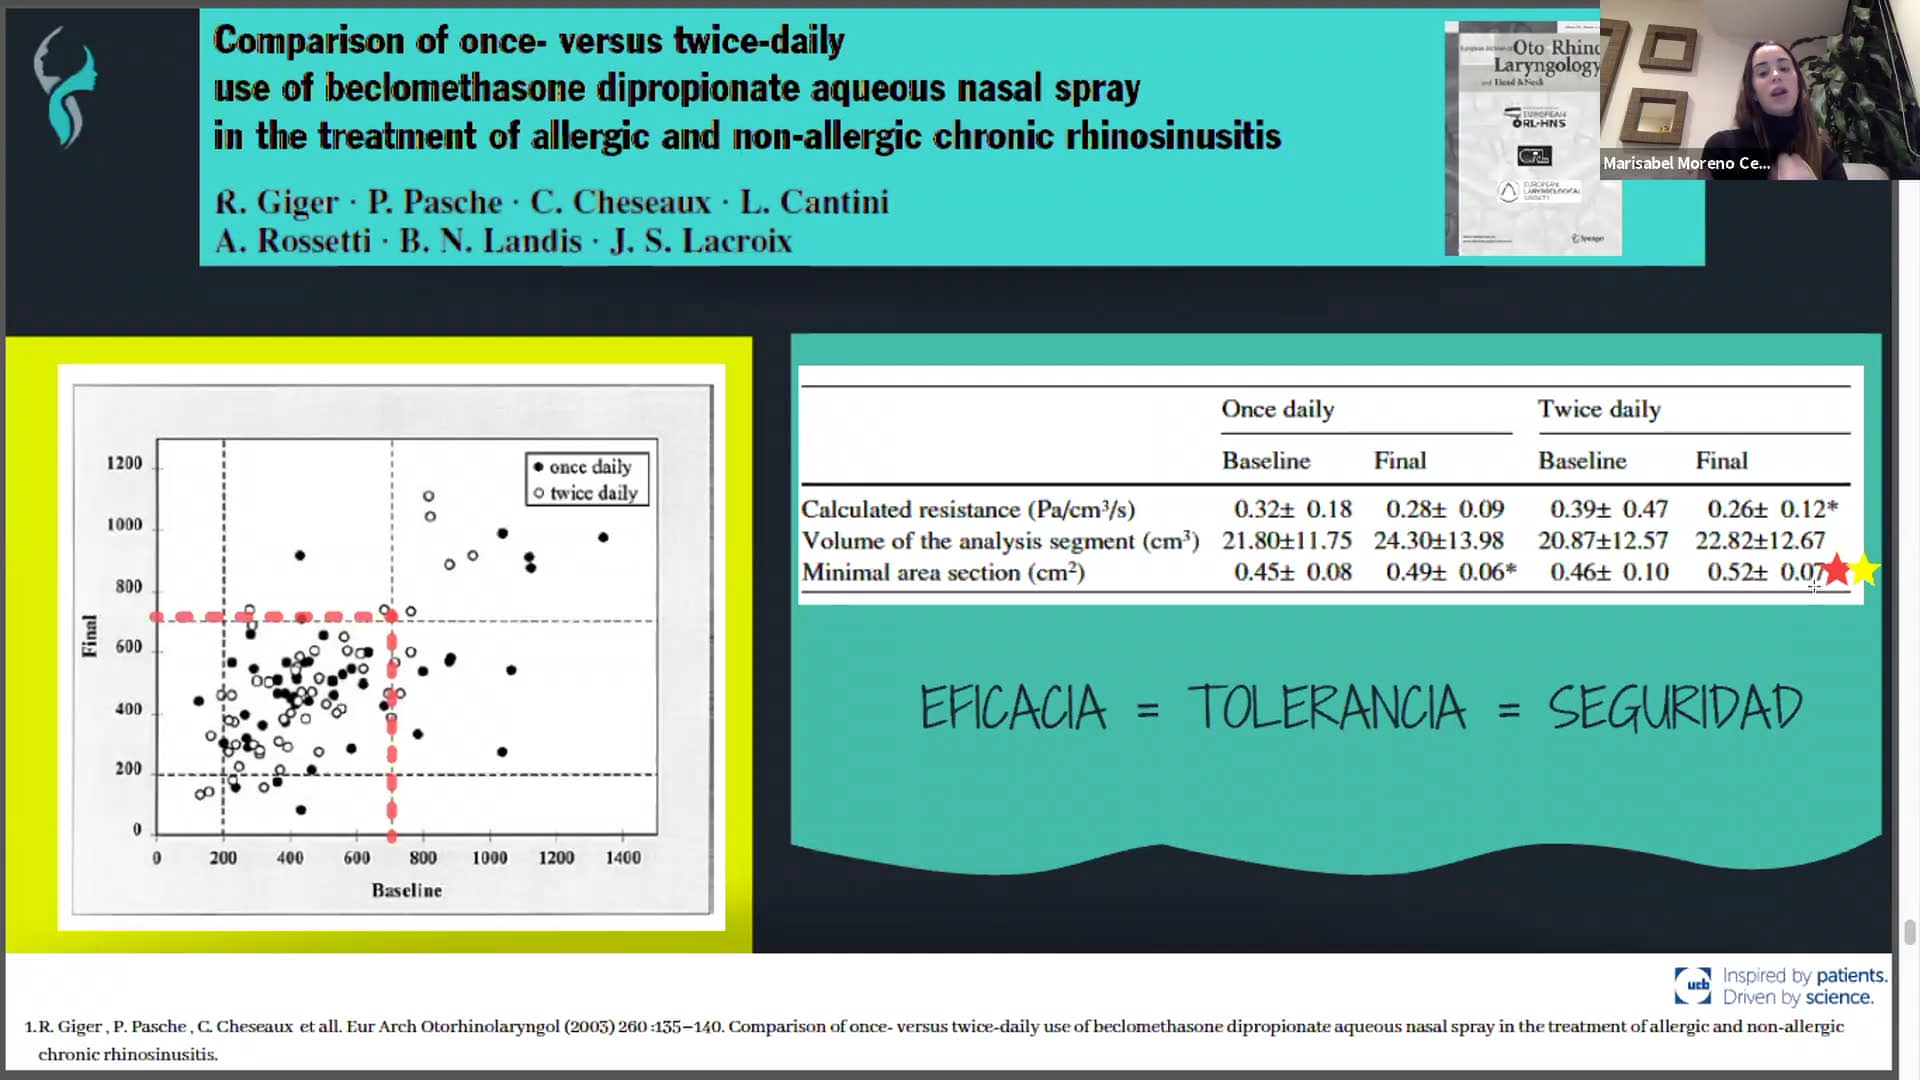 Comparison of once- versus twice-daily
use of beclomethasone dipropionate aqueous nasal spray
in the treatment of allergic and non-allergic chronic rhinosinusitis
R. Giger · P. Pasche · C. Cheseaux · L. Cantini
A. Rossetti · B. N. Landis · J. S. Lacroix
Oto Rhino
Laryngology
and Head & Neck
EUROPEAN
ORL-HNS
EUROPEAN
LARYNGOLOGICAL
SOCIETY
Springer
Marisabel Moreno Ce...
once daily
twice daily
1200
1000
800
600
400
200
0
Final
0 200 400 600 800 1000 1200 1400
Baseline
Once daily Twice daily
Baseline Final Baseline Final
Calculated resistance (Pa/cm³/s) 0.32± 0.18 0.28± 0.09 0.39± 0.47 0.26± 0.12*
Volume of the analysis segment (cm³) 21.80±11.75 24.30±13.98 20.87±12.57 22.82±12.67
Minimal area section (cm²) 0.45± 0.08 0.49± 0.06* 0.46± 0.10 0.52± 0.07
EFICACIA = TOLERANCIA = SEGURIDAD
ucb
Inspired by patients.
Driven by science.
1.R. Giger , P. Pasche , C. Cheseaux et all. Eur Arch Otorhinolaryngol (2003) 260 :135–140. Comparison of once- versus twice-daily use of beclomethasone dipropionate aqueous nasal spray in the treatment of allergic and non-allergic
chronic rhinosinusitis.